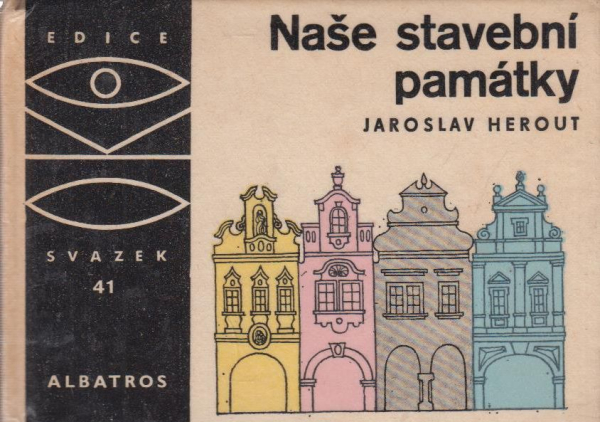 EDICE
SVAZEK
41
ALBATROS
Naše stavební
památky
JAROSLAV HEROUT